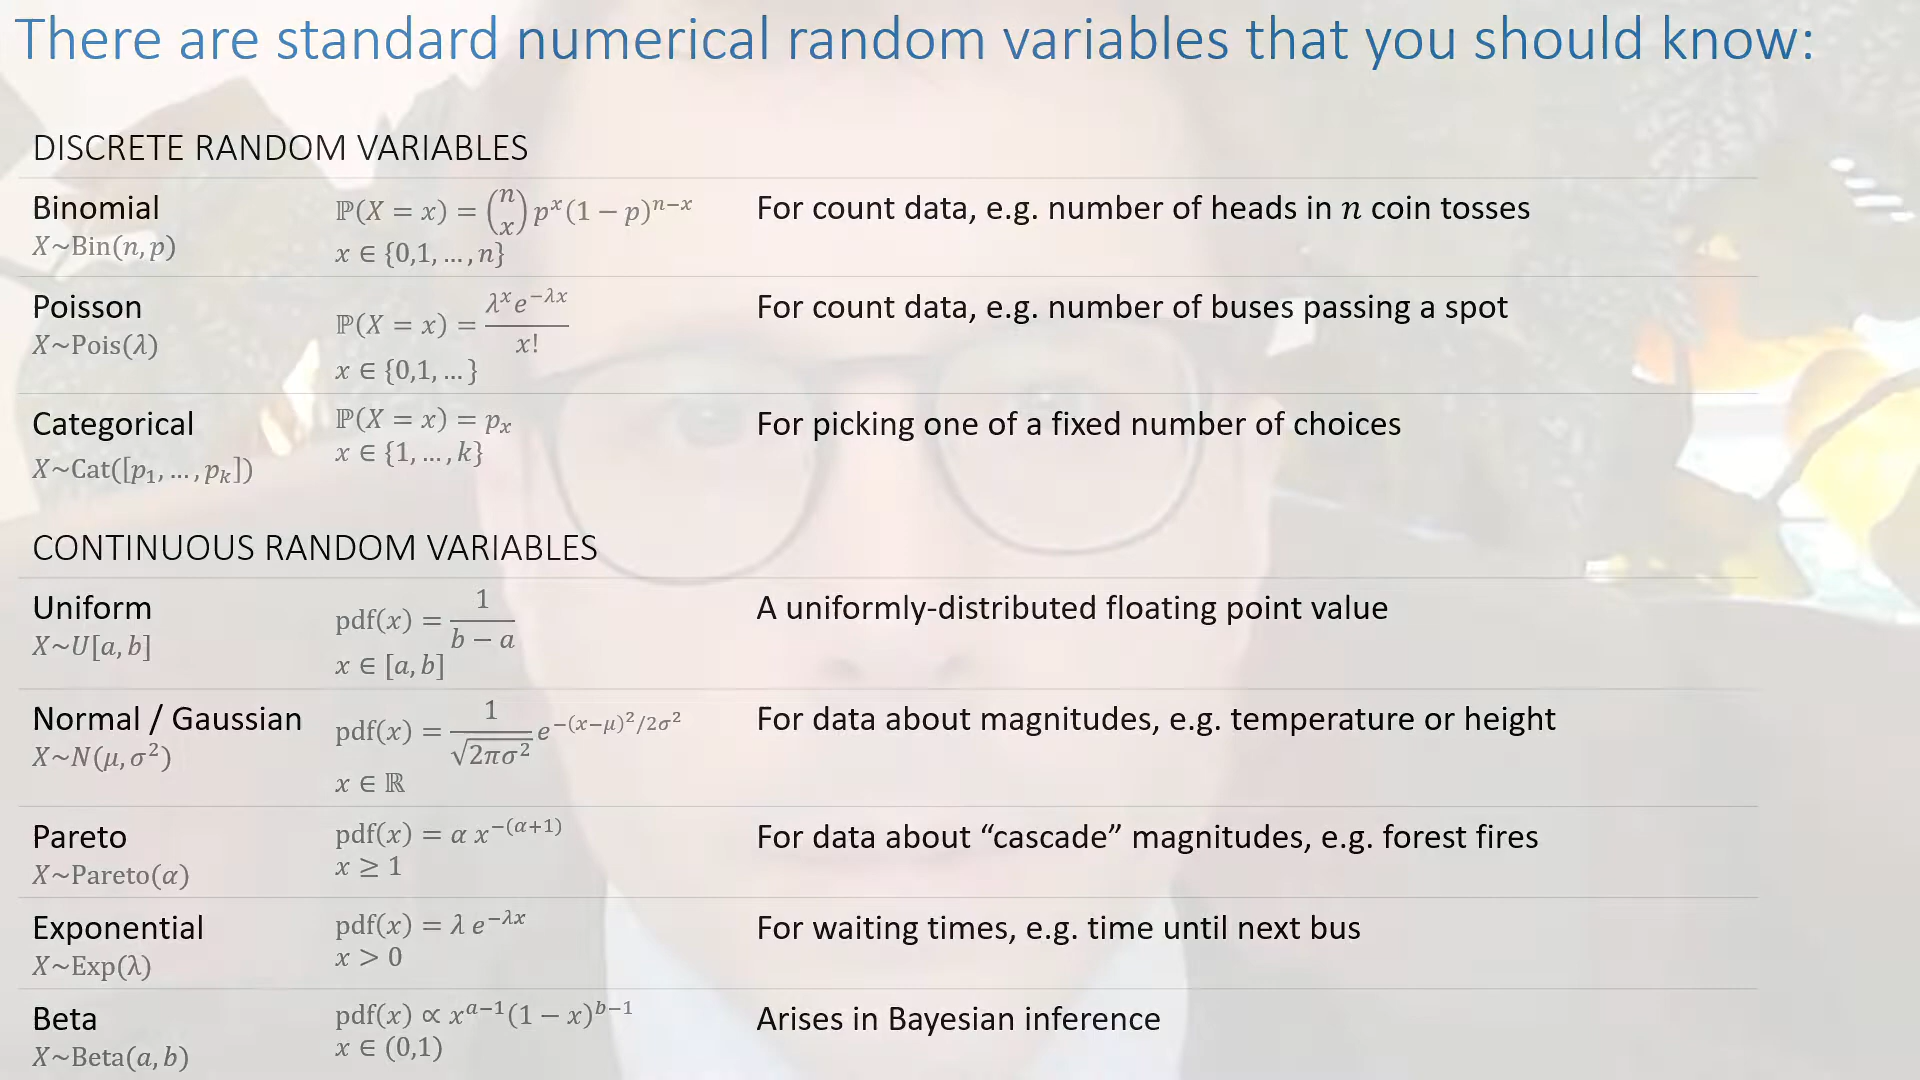 There are standard numerical random variables that you should know:
DISCRETE RANDOM VARIABLES
Binomial
X~Bin(n, p)
ℙ(X = x) = (n x) pˣ(1 − p)ⁿ⁻ˣ
x ∈ {0,1, … , n}
For count data, e.g. number of heads in n coin tosses
Poisson
X~Pois(λ)
ℙ(X = x) = λˣe^{−λx} / x!
x ∈ {0,1, … }
For count data, e.g. number of buses passing a spot
Categorical
X~Cat([p₁, … , pₖ])
ℙ(X = x) = pₓ
x ∈ {1, … , k}
For picking one of a fixed number of choices
CONTINUOUS RANDOM VARIABLES
Uniform
X~U[a, b]
pdf(x) = 1 / (b − a)
x ∈ [a, b]
A uniformly-distributed floating point value
Normal / Gaussian
X~N(μ, σ²)
pdf(x) = 1/√(2πσ²) e^{−(x−μ)²/2σ²}
x ∈ ℝ
For data about magnitudes, e.g. temperature or height
Pareto
X~Pareto(α)
pdf(x) = α x^{−(α+1)}
x ≥ 1
For data about “cascade” magnitudes, e.g. forest fires
Exponential
X~Exp(λ)
pdf(x) = λ e^{−λx}
x > 0
For waiting times, e.g. time until next bus
Beta
X~Beta(a, b)
pdf(x) ∝ x^{a−1}(1 − x)^{b−1}
x ∈ (0,1)
Arises in Bayesian inference